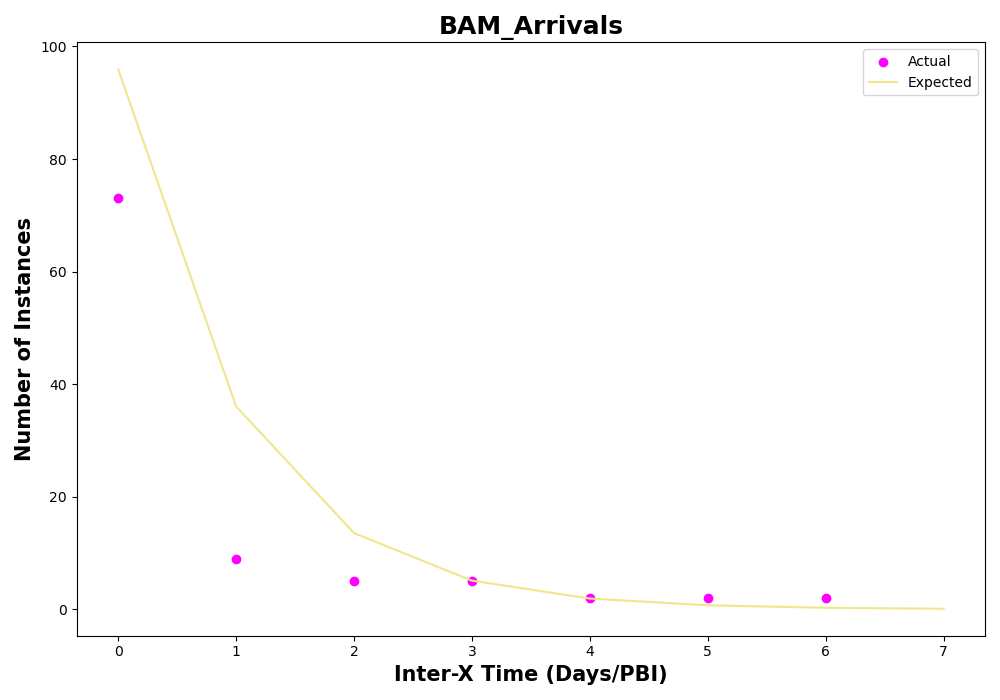 BAM_Arrivals
Actual
Expected
Number of Instances
100
80
60
40
20
0
0 1 2 3 4 5 6 7
Inter-X Time (Days/PBI)